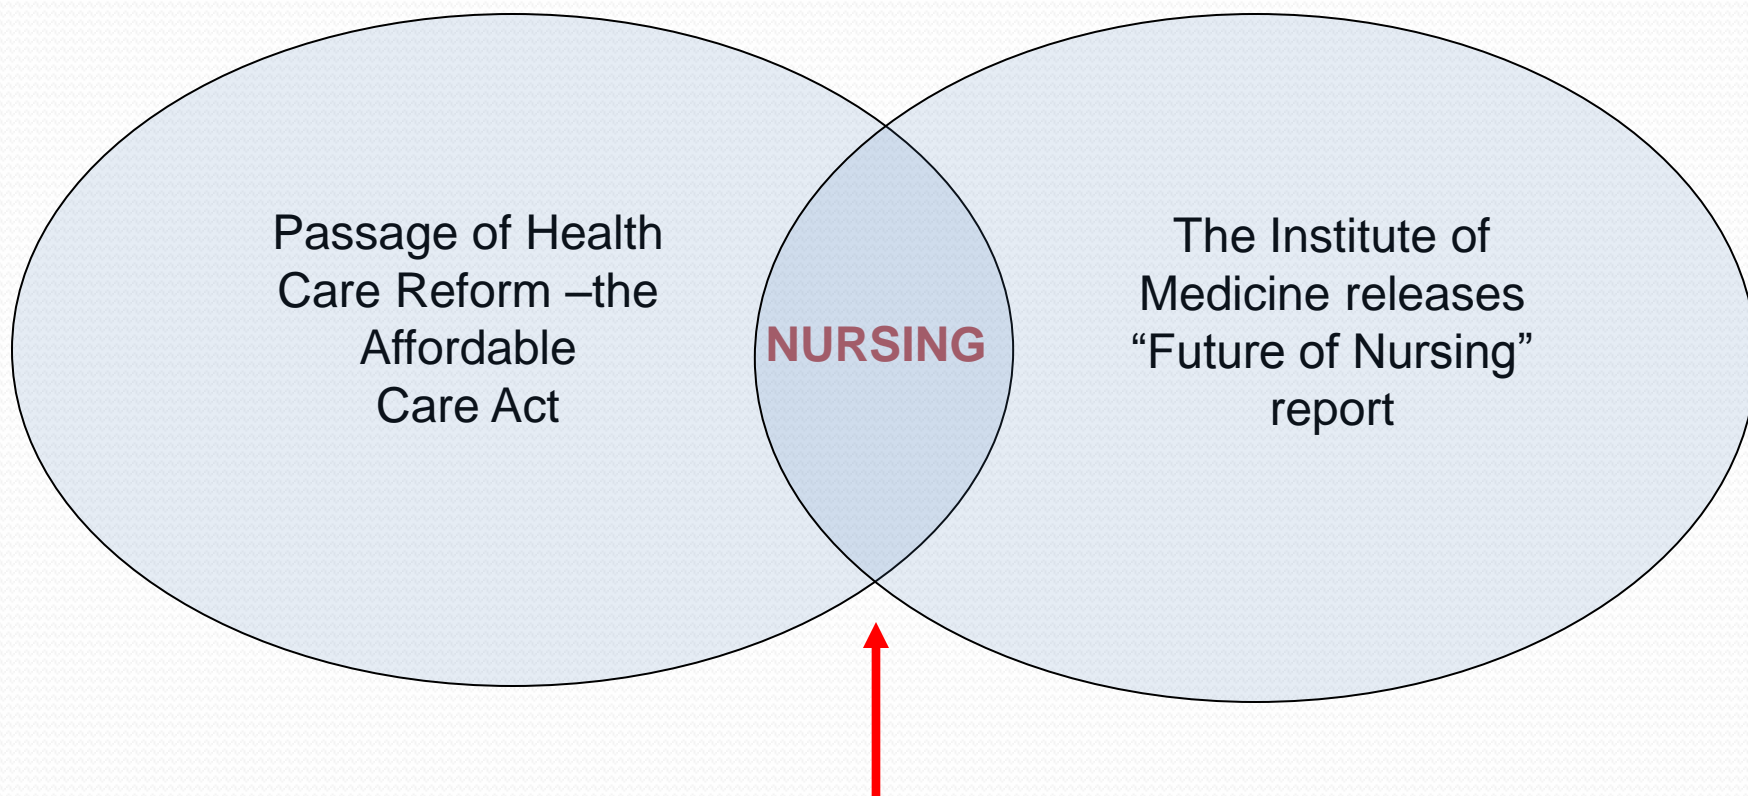 Passage of Health
Care Reform –the
Affordable
Care Act
NURSING
The Institute of
Medicine releases
“Future of Nursing”
report